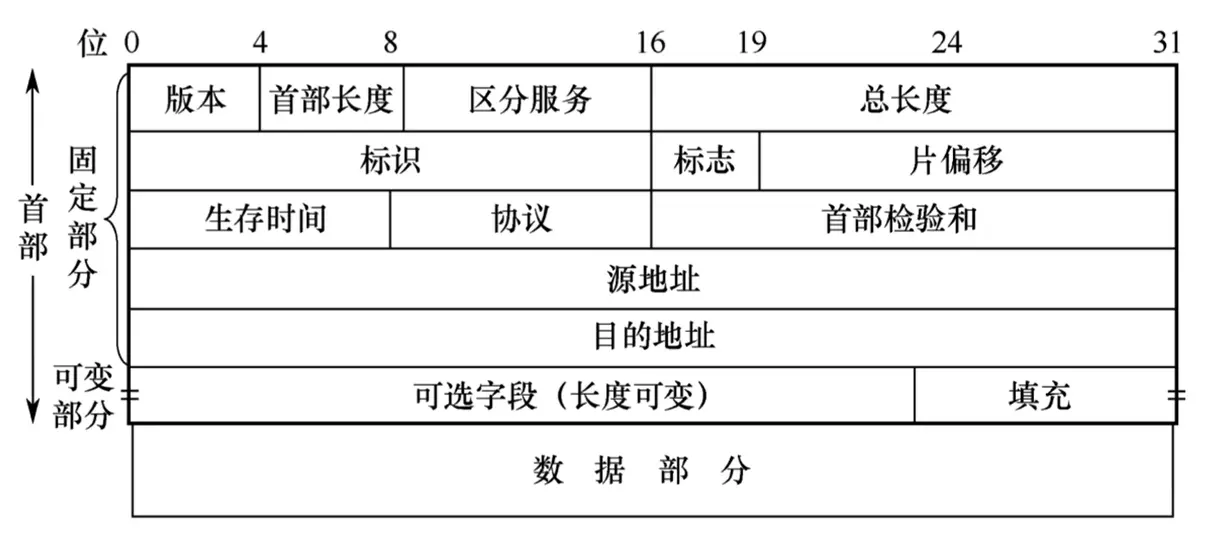 位 0 4 8 16 19 24 31
版本 首部长度 区分服务 总长度
标识 标志 片偏移
生存时间 协议 首部检验和
源地址
目的地址
可选字段（长度可变） 填充
数据部分
首部
固定部分
可变
部分